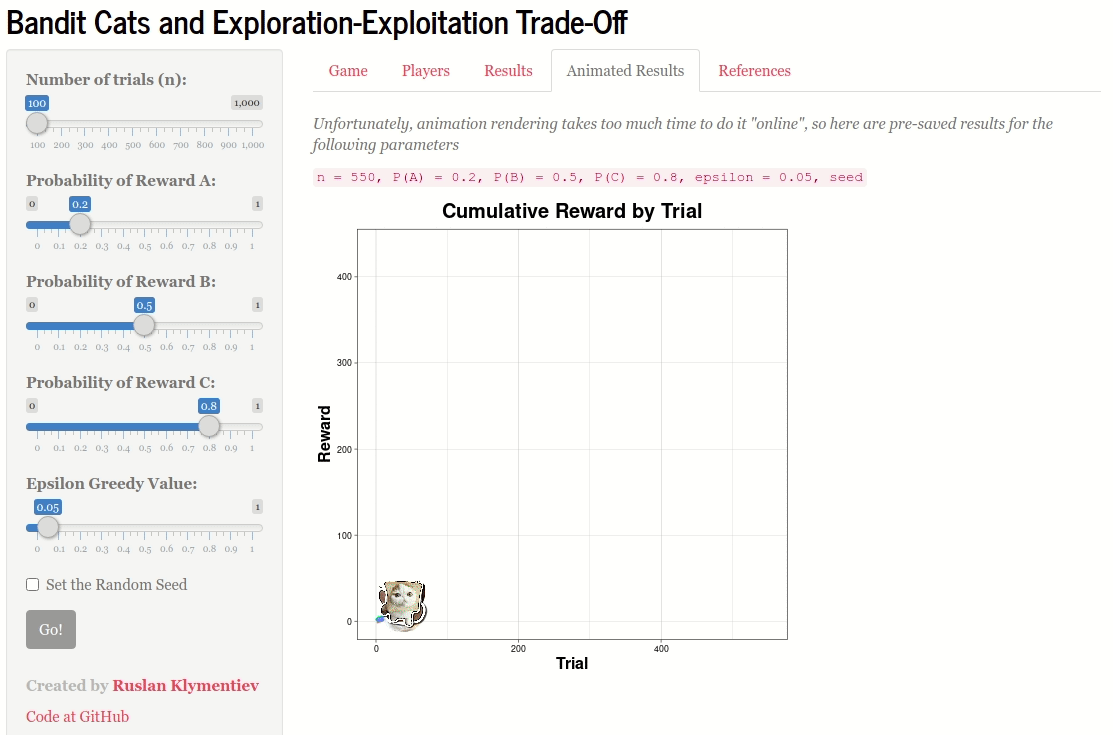 Bandit Cats and Exploration-Exploitation Trade-Off
Number of trials (n):
100 1,000
100 200 300 400 500 600 700 800 900 1,000
Probability of Reward A:
0 0.2 1
0 0.1 0.2 0.3 0.4 0.5 0.6 0.7 0.8 0.9 1
Probability of Reward B:
0 0.5 1
0 0.1 0.2 0.3 0.4 0.5 0.6 0.7 0.8 0.9 1
Probability of Reward C:
0 0.8 1
0 0.1 0.2 0.3 0.4 0.5 0.6 0.7 0.8 0.9 1
Epsilon Greedy Value:
0.05 1
0 0.1 0.2 0.3 0.4 0.5 0.6 0.7 0.8 0.9 1
Set the Random Seed
Go!
Created by Ruslan Klymentiev
Code at GitHub
Game Players Results Animated Results References
Unfortunately, animation rendering takes too much time to do it "online", so here are pre-saved results for the
following parameters
n = 550, P(A) = 0.2, P(B) = 0.5, P(C) = 0.8, epsilon = 0.05, seed
Cumulative Reward by Trial
400
300
200
100
0
Reward
0 200 400
Trial